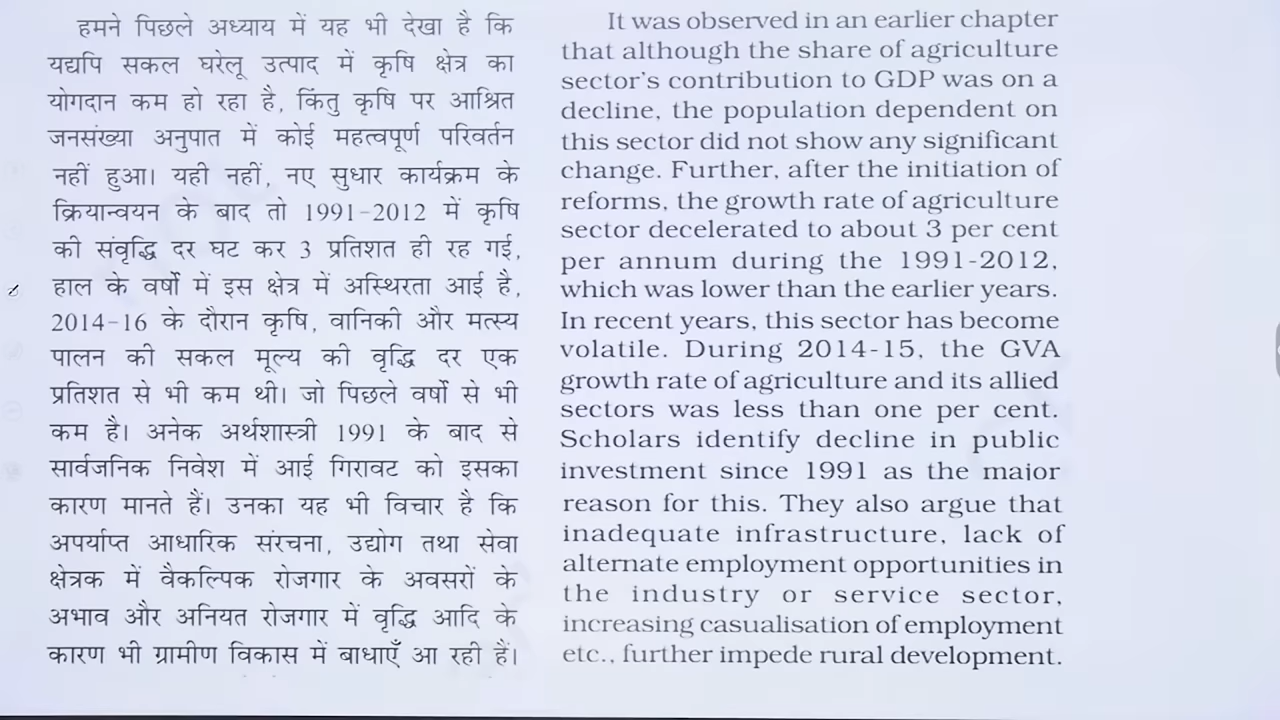 हमने पिछले अध्याय में यह भी देखा है कि
यद्यपि सकल घरेलू उत्पाद में कृषि क्षेत्र का
योगदान कम हो रहा है, किंतु कृषि पर आश्रित
जनसंख्या अनुपात में कोई महत्वपूर्ण परिवर्तन
नहीं हुआ। यही नहीं, नए सुधार कार्यक्रम के
क्रियान्वयन के बाद तो 1991-2012 में कृषि
की संवृद्धि दर घट कर 3 प्रतिशत ही रह गई,
हाल के वर्षों में इस क्षेत्र में अस्थिरता आई है,
2014-16 के दौरान कृषि, वानिकी और मत्स्य
पालन की सकल मूल्य की वृद्धि दर एक
प्रतिशत से भी कम थी। जो पिछले वर्षों से भी
कम है। अनेक अर्थशास्त्री 1991 के बाद से
सार्वजनिक निवेश में आई गिरावट को इसका
कारण मानते हैं। उनका यह भी विचार है कि
अपर्याप्त आधारिक संरचना, उद्योग तथा सेवा
क्षेत्रक में वैकल्पिक रोजगार के अवसरों के
अभाव और अनियत रोजगार में वृद्धि आदि के
कारण भी ग्रामीण विकास में बाधाएँ आ रही हैं।
It was observed in an earlier chapter
that although the share of agriculture
sector's contribution to GDP was on a
decline, the population dependent on
this sector did not show any significant
change. Further, after the initiation of
reforms, the growth rate of agriculture
sector decelerated to about 3 per cent
per annum during the 1991-2012,
which was lower than the earlier years.
In recent years, this sector has become
volatile. During 2014-15, the GVA
growth rate of agriculture and its allied
sectors was less than one per cent.
Scholars identify decline in public
investment since 1991 as the major
reason for this. They also argue that
inadequate infrastructure, lack of
alternate employment opportunities in
the industry or service sector,
increasing casualisation of employment
etc., further impede rural development.